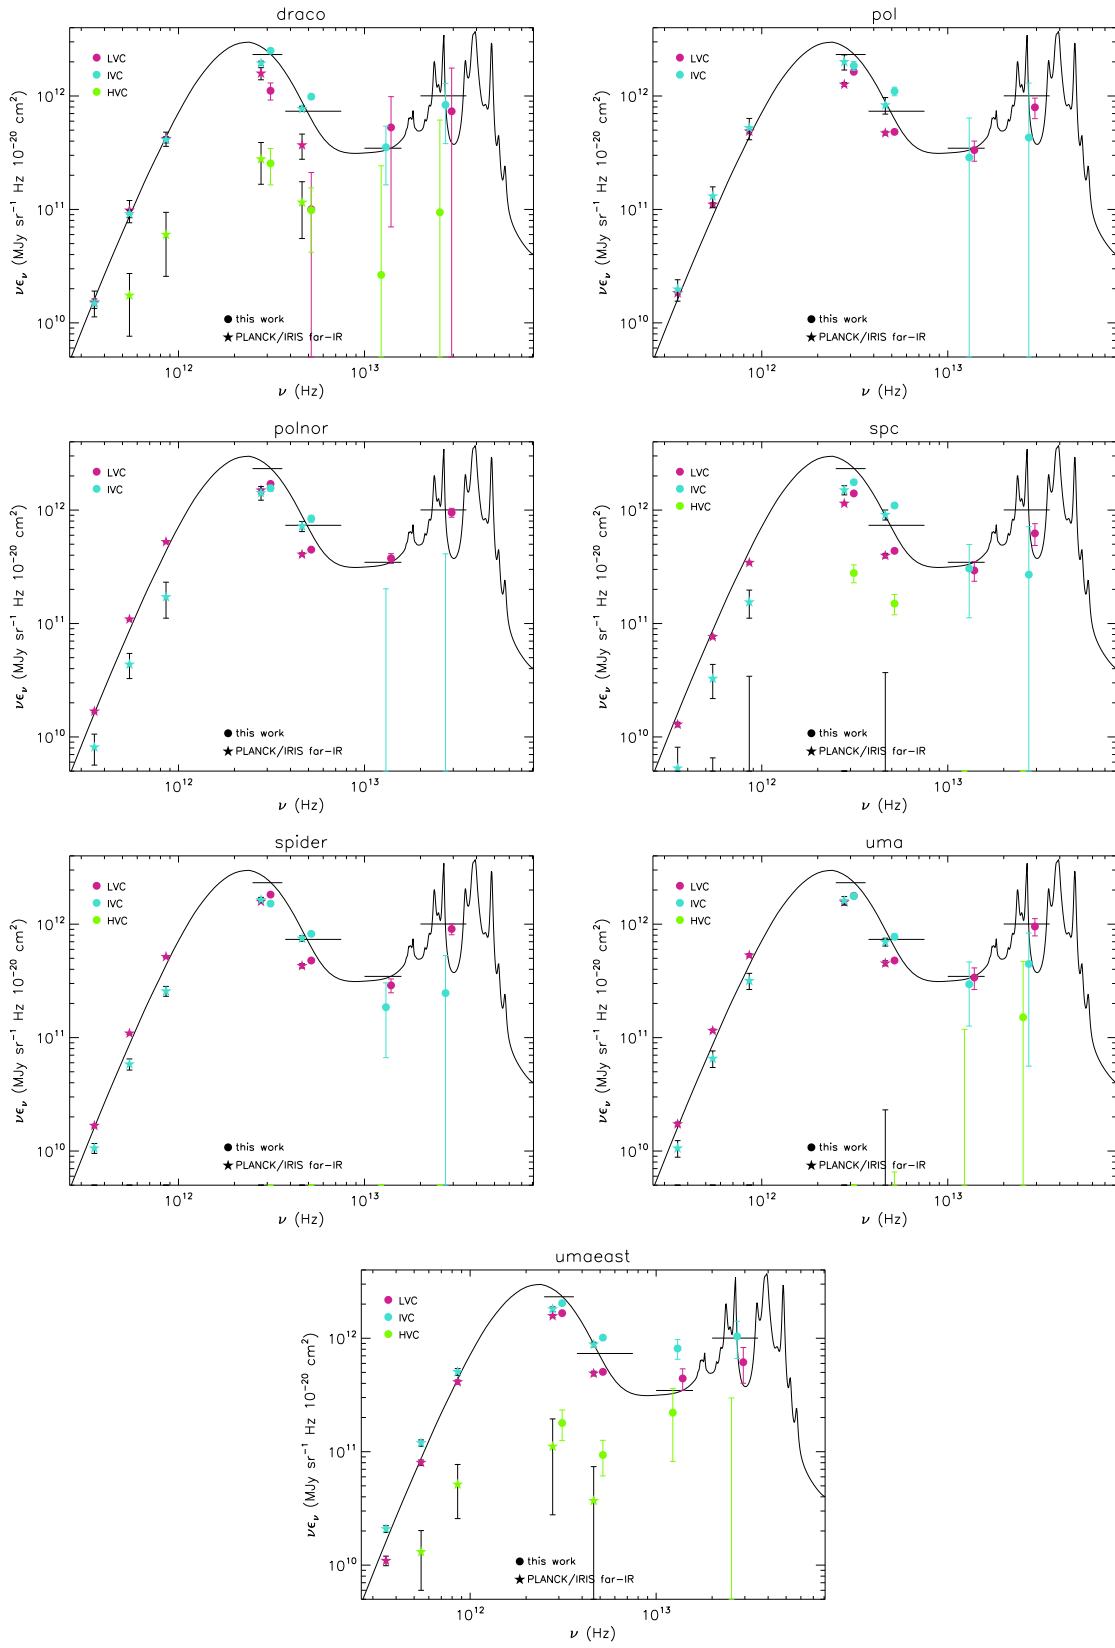 draco
LVC
IVC
HVC
νϵν (MJy sr−1 Hz 10−20 cm2)
1012
1011
1010
this work
PLANCK/IRIS far−IR
1012 1013
ν (Hz)
pol
LVC
IVC
νϵν (MJy sr−1 Hz 10−20 cm2)
1012
1011
1010
this work
PLANCK/IRIS far−IR
1012 1013
ν (Hz)
polnor
LVC
IVC
νϵν (MJy sr−1 Hz 10−20 cm2)
1012
1011
1010
this work
PLANCK/IRIS far−IR
1012 1013
ν (Hz)
spc
LVC
IVC
HVC
νϵν (MJy sr−1 Hz 10−20 cm2)
1012
1011
1010
this work
PLANCK/IRIS far−IR
1012 1013
ν (Hz)
spider
LVC
IVC
HVC
νϵν (MJy sr−1 Hz 10−20 cm2)
1012
1011
1010
this work
PLANCK/IRIS far−IR
1012 1013
ν (Hz)
uma
LVC
IVC
HVC
νϵν (MJy sr−1 Hz 10−20 cm2)
1012
1011
1010
this work
PLANCK/IRIS far−IR
1012 1013
ν (Hz)
umaeast
LVC
IVC
HVC
νϵν (MJy sr−1 Hz 10−20 cm2)
1012
1011
1010
this work
PLANCK/IRIS far−IR
1012 1013
ν (Hz)